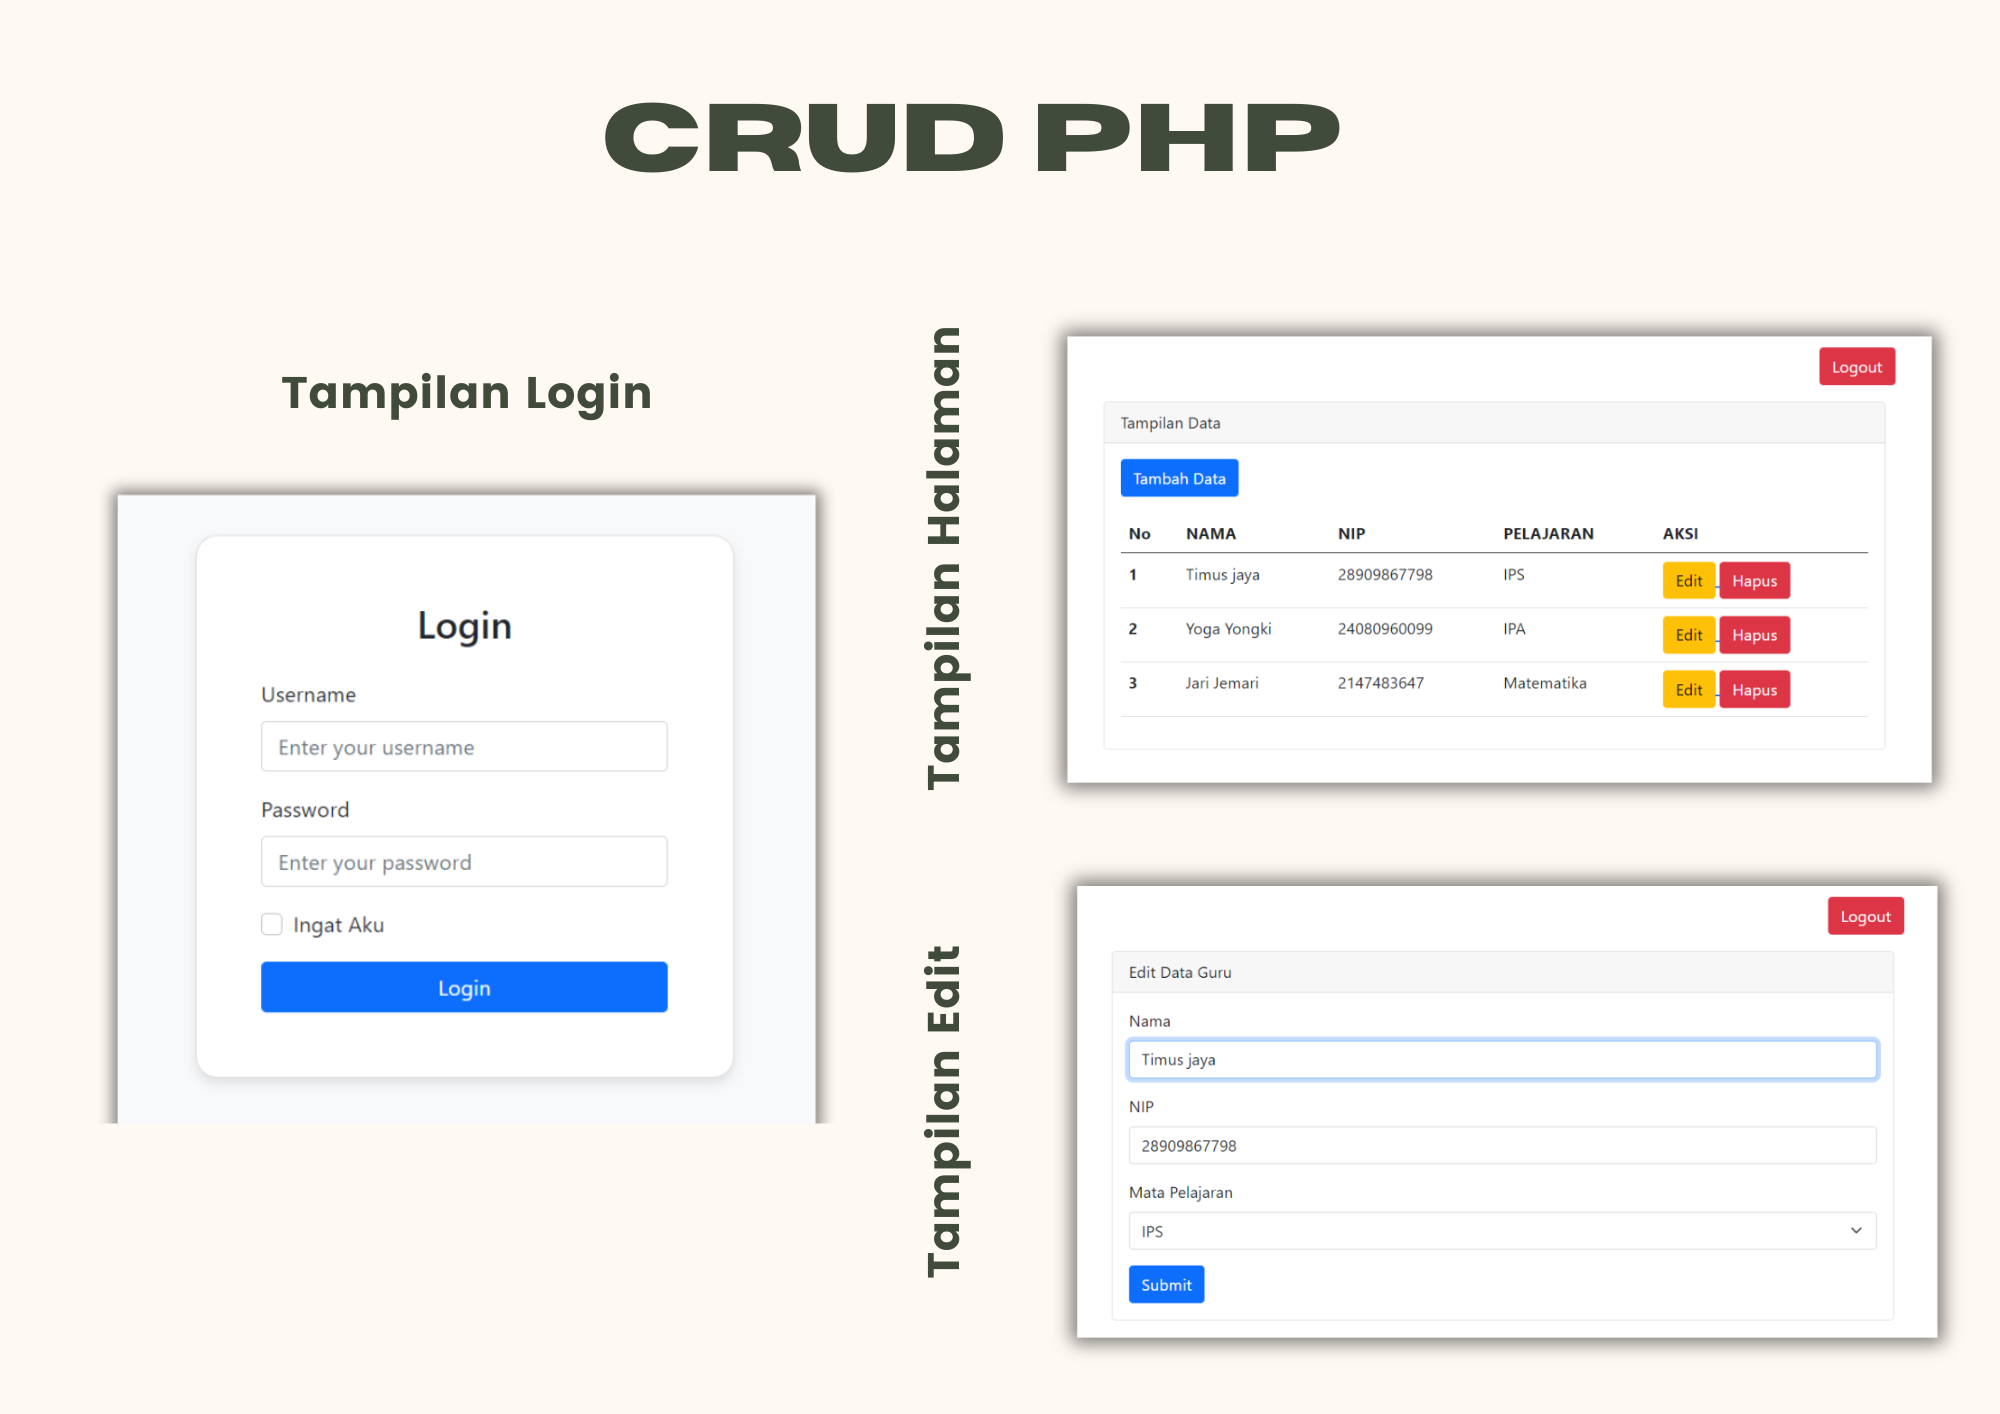 CRUD PHP
Tampilan Login
Login
Username
Enter your username
Password
Enter your password
Ingat Aku
Login
Tampilan Halaman
Logout
Tampilan Data
Tambah Data
No NAMA NIP PELAJARAN AKSI
1 Timus jaya 28909867798 IPS Edit Hapus
2 Yoga Yongki 24080960099 IPA Edit Hapus
3 Jari Jemari 2147483647 Matematika Edit Hapus
Tampilan Edit
Logout
Edit Data Guru
Nama
Timus jaya
NIP
28909867798
Mata Pelajaran
IPS
Submit